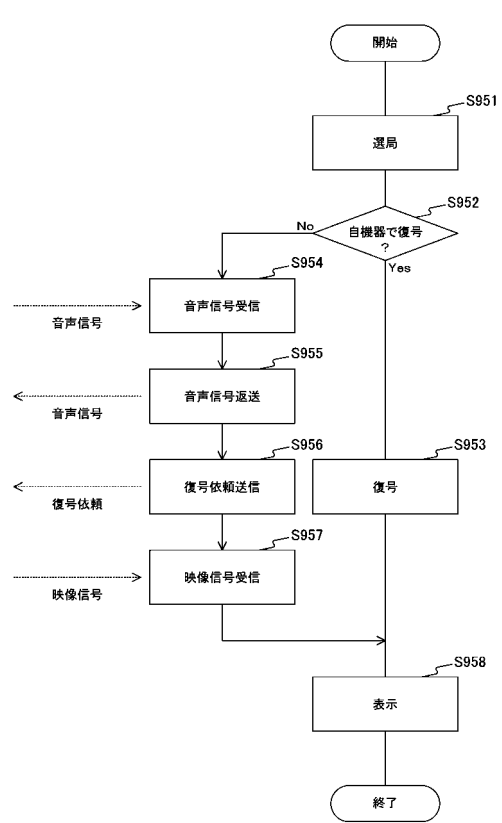 開始
S951
選局
S952
自機器で復号
?
No
Yes
S954
音声信号受信
音声信号
S955
音声信号返送
音声信号
S956
復号依頼送信
復号依頼
S953
復号
S957
映像信号受信
映像信号
S958
表示
終了